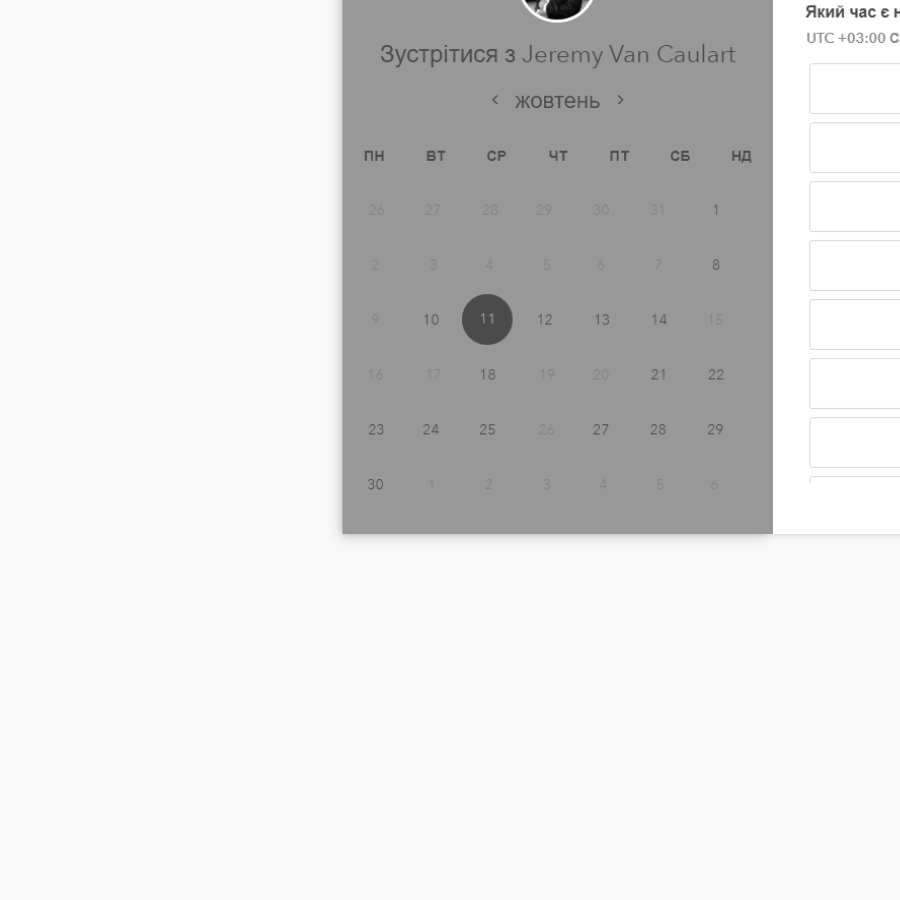 Який час є н
UTC +03:00 С
Зустрітися з Jeremy Van Caulart
жовтень
ПН ВТ СР ЧТ ПТ СБ НД
26 27 28 29 30 31 1
2 3 4 5 6 7 8
9 10 11 12 13 14 15
16 17 18 19 20 21 22
23 24 25 26 27 28 29
30 1 2 3 4 5 6